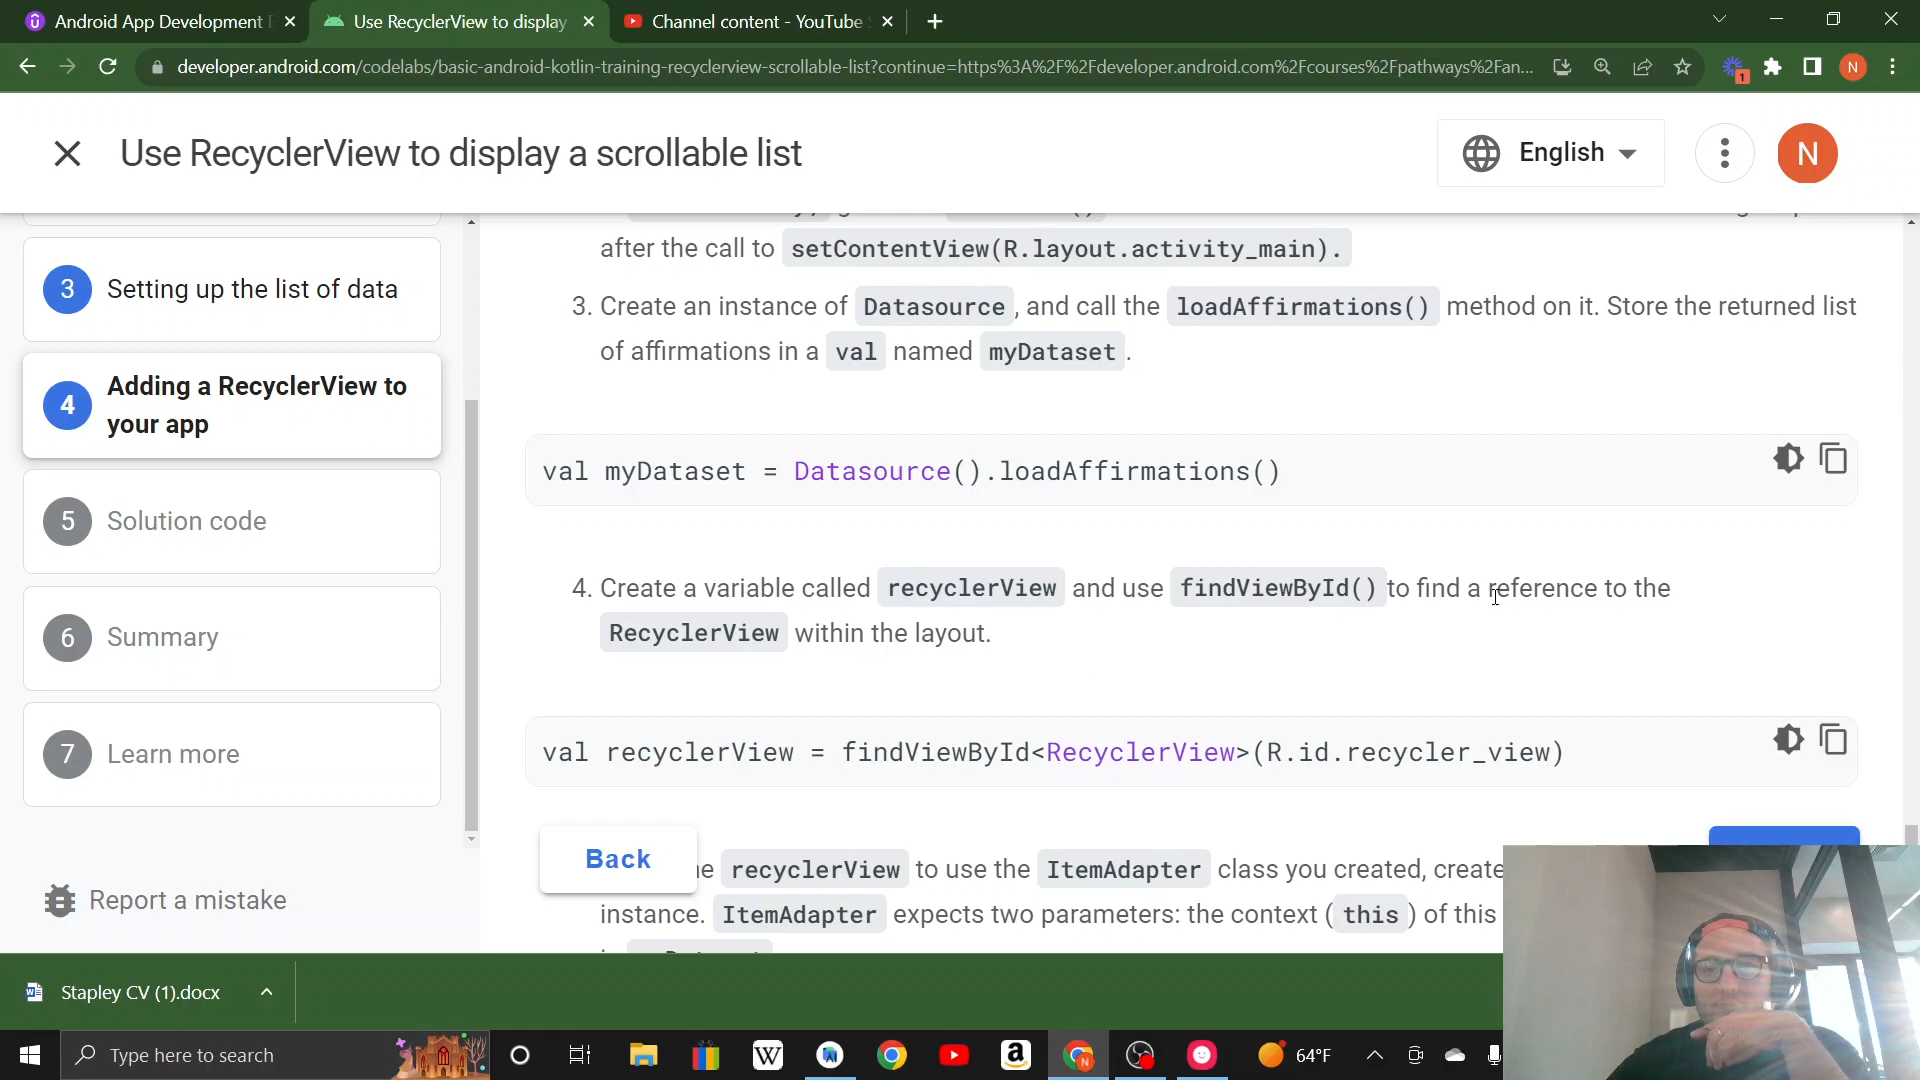 Android App Development
Use RecyclerView to display
Channel content - YouTube
developer.android.com/codelabs/basic-android-kotlin-training-recyclerview-scrollable-list?continue=https%3A%2F%2Fdeveloper.android.com%2Fcourses%2Fpathways%2Fan...
1
N
Use RecyclerView to display a scrollable list
English
N
after the call to setContentView(R.layout.activity_main).
3 Setting up the list of data
3. Create an instance of Datasource, and call the loadAffirmations() method on it. Store the returned list
of affirmations in a val named myDataset.
4 Adding a RecyclerView to
your app
val myDataset = Datasource().loadAffirmations()
5 Solution code
4. Create a variable called recyclerView and use findViewById() to find a reference to the
RecyclerView within the layout.
6 Summary
7 Learn more
val recyclerView = findViewById<RecyclerView>(R.id.recycler_view)
Back
recyclerView to use the ItemAdapter class you created, create
instance. ItemAdapter expects two parameters: the context (this) of this
Report a mistake
Stapley CV (1).docx
Type here to search
W
a
N
64°F